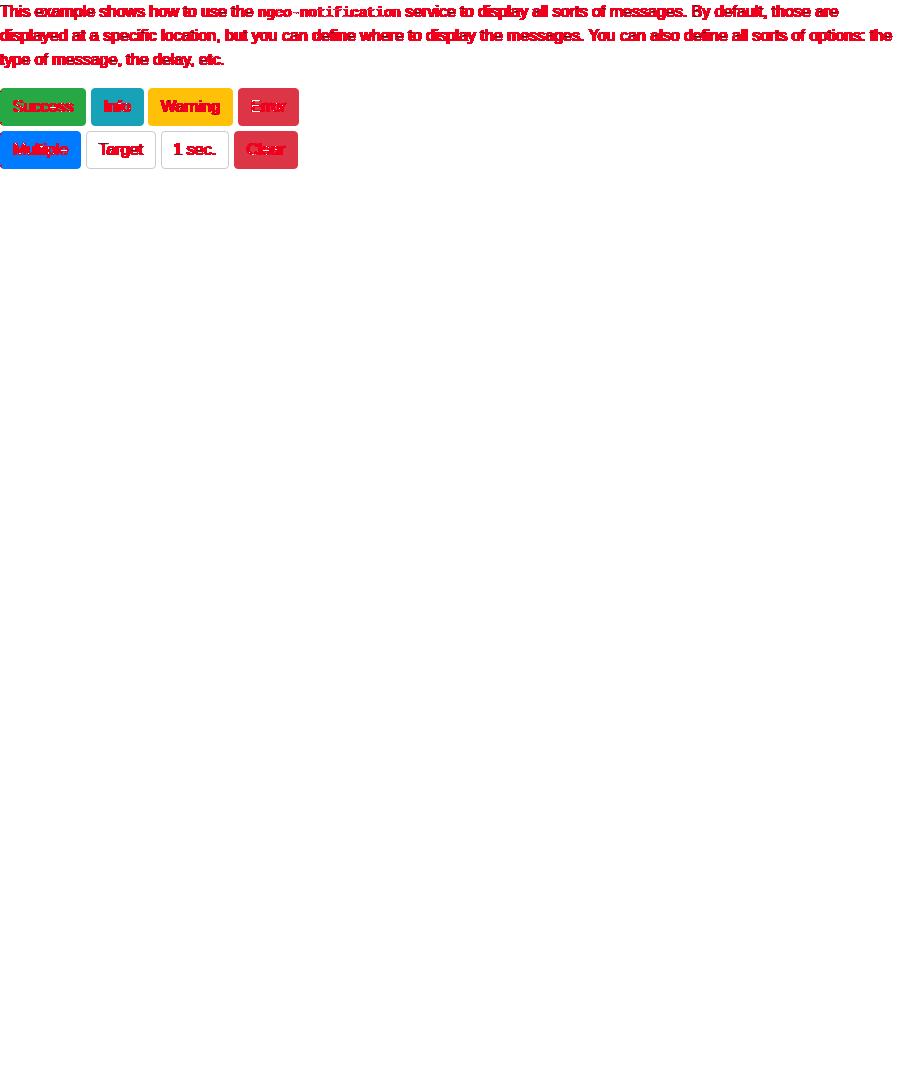 This example shows how to use the ngeo-notification service to display all sorts of messages. By default, those are
displayed at a specific location, but you can define where to display the messages. You can also define all sorts of options: the
type of message, the delay, etc.
Success Info Warning Error
Multiple Target 1 sec. Clear